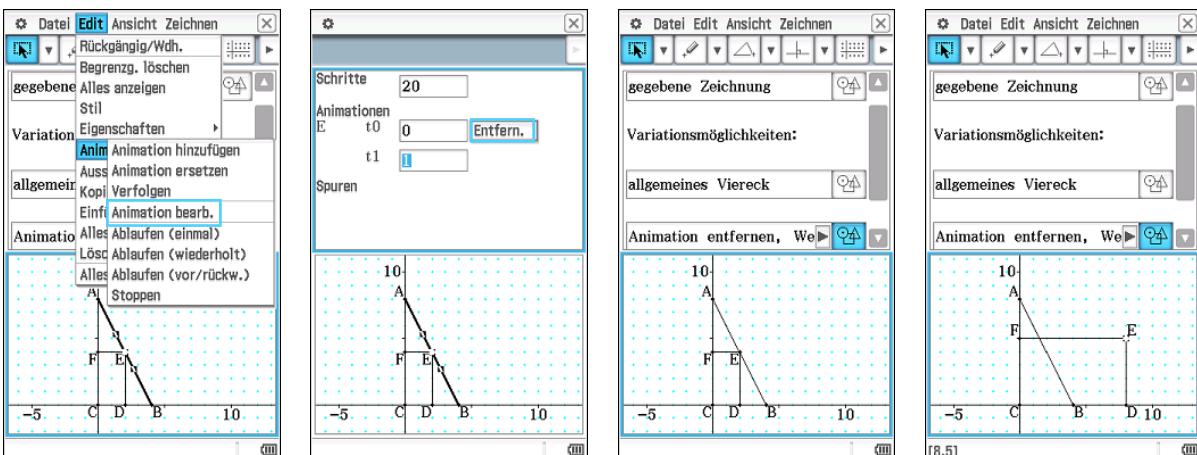 Datei Edit Ansicht Zeichnen
Rückgängig/Wdh.
Begrenzg. löschen
Alles anzeigen
Stil
Eigenschaften
gegebene
Variation
allgemein
Animatio
Anim
Auss
Kopi
Einfü
Alles
Lösc
Alles
Animation hinzufügen
Animation ersetzen
Verfolgen
Animation bearb.
Ablaufen (einmal)
Ablaufen (wiederholt)
Ablaufen (vor/rückw.)
Stoppen
A
F E
C D B
-5 10
Schritte 20
Animationen
E t0 0 Entfern.
t1 1
Spuren
10
A
F E
C D B
-5 10
Datei Edit Ansicht Zeichnen
gegebene Zeichnung
Variationsmöglichkeiten:
allgemeines Viereck
Animation entfernen, We
10
A
F E
C D B
-5 10
Datei Edit Ansicht Zeichnen
gegebene Zeichnung
Variationsmöglichkeiten:
allgemeines Viereck
Animation entfernen, We
10
A
F E
C B D
-5 10
[8,5]